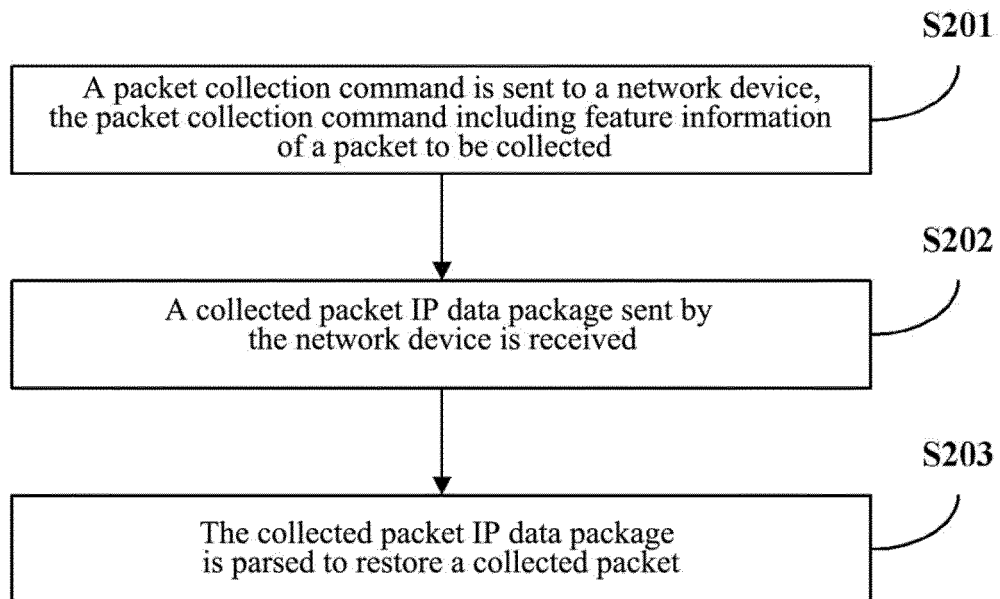 S201
A packet collection command is sent to a network device,
the packet collection command including feature information
of a packet to be collected
S202
A collected packet IP data package sent by
the network device is received
S203
The collected packet IP data package
is parsed to restore a collected packet